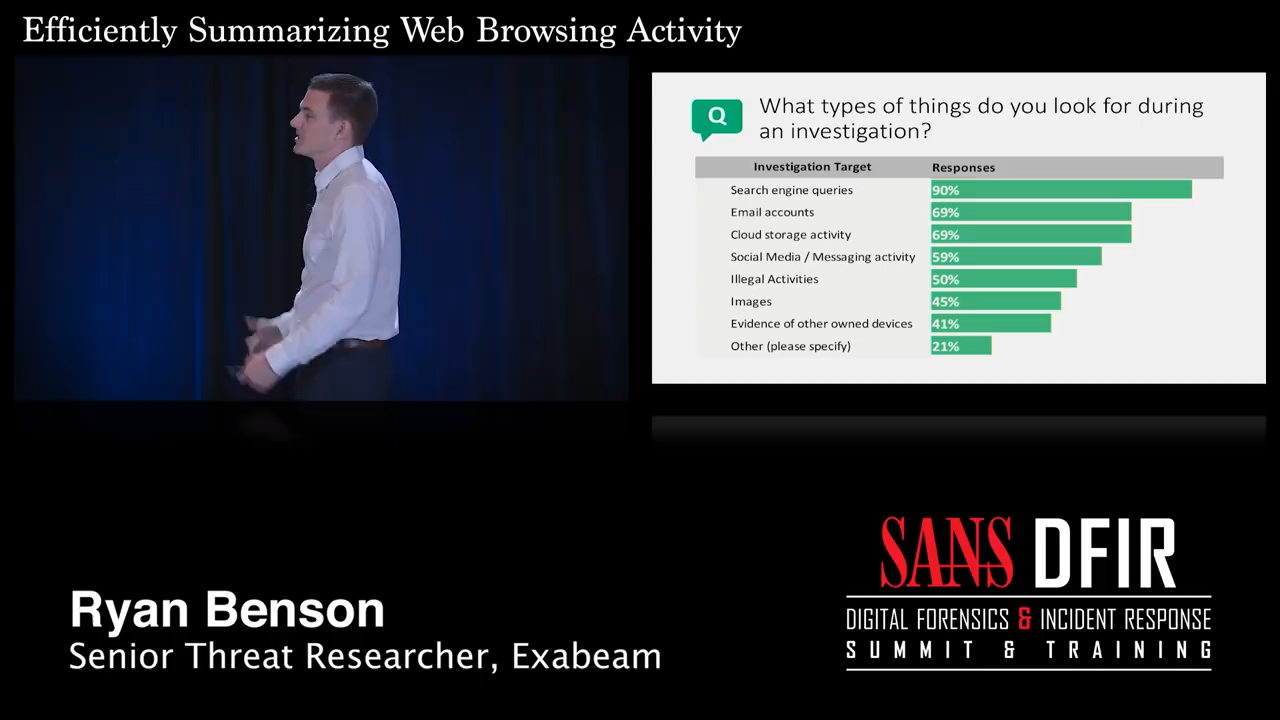 Efficiently Summarizing Web Browsing Activity
Q
What types of things do you look for during
an investigation?
Investigation Target Responses
Search engine queries 90%
Email accounts 69%
Cloud storage activity 69%
Social Media / Messaging activity 59%
Illegal Activities 50%
Images 45%
Evidence of other owned devices 41%
Other (please specify) 21%
Ryan Benson
Senior Threat Researcher, Exabeam
SANS DFIR
DIGITAL FORENSICS & INCIDENT RESPONSE
SUMMIT & TRAINING